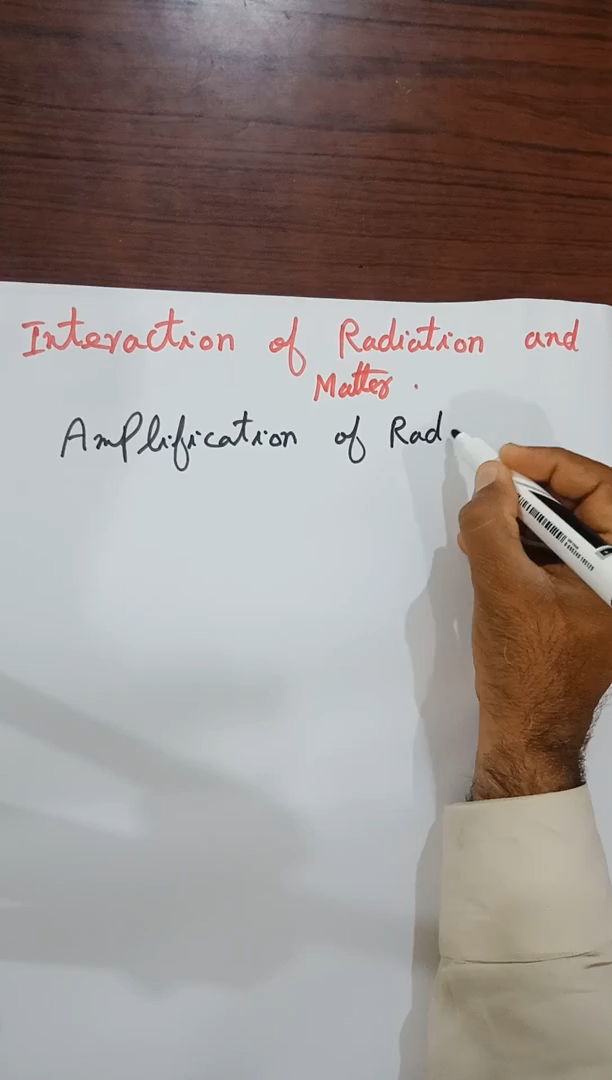 Interaction of Radiation and
Matter.
Amplification of Rad